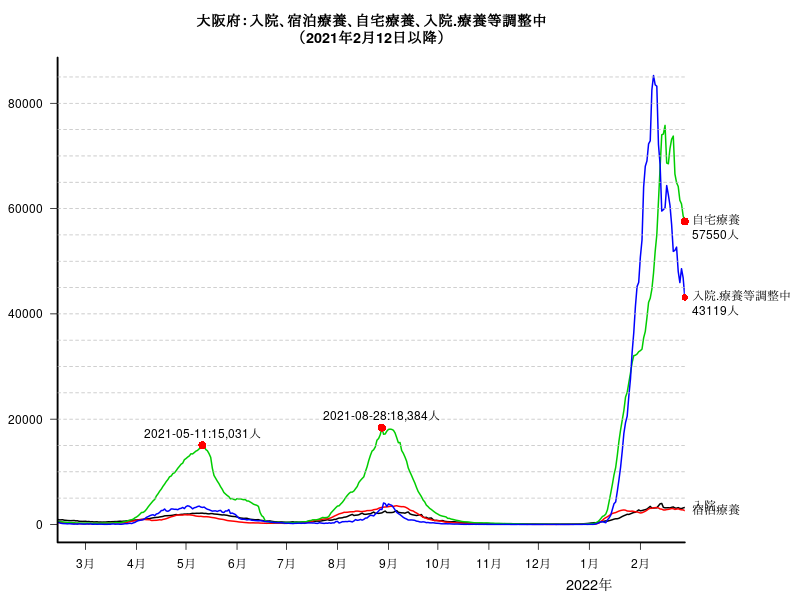 大阪府：入院、宿泊療養、自宅療養、入院.療養等調整中
（2021年2月12日以降）
80000
60000
40000
20000
0
自宅療養
57550人
入院.療養等調整中
43119人
2021-05-11:15,031人
2021-08-28:18,384人
入院
宿泊療養
3月
4月
5月
6月
7月
8月
9月
10月
11月
12月
1月
2月
2022年